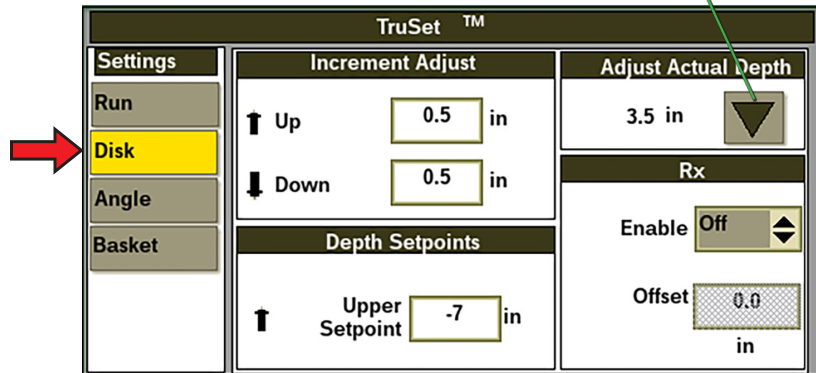 TruSet ™
Settings
Run
Disk
Angle
Basket
Increment Adjust
Up 0.5 in
Down 0.5 in
Depth Setpoints
Upper
Setpoint -7 in
Adjust Actual Depth
3.5 in
Rx
Enable Off
Offset 0.0
in